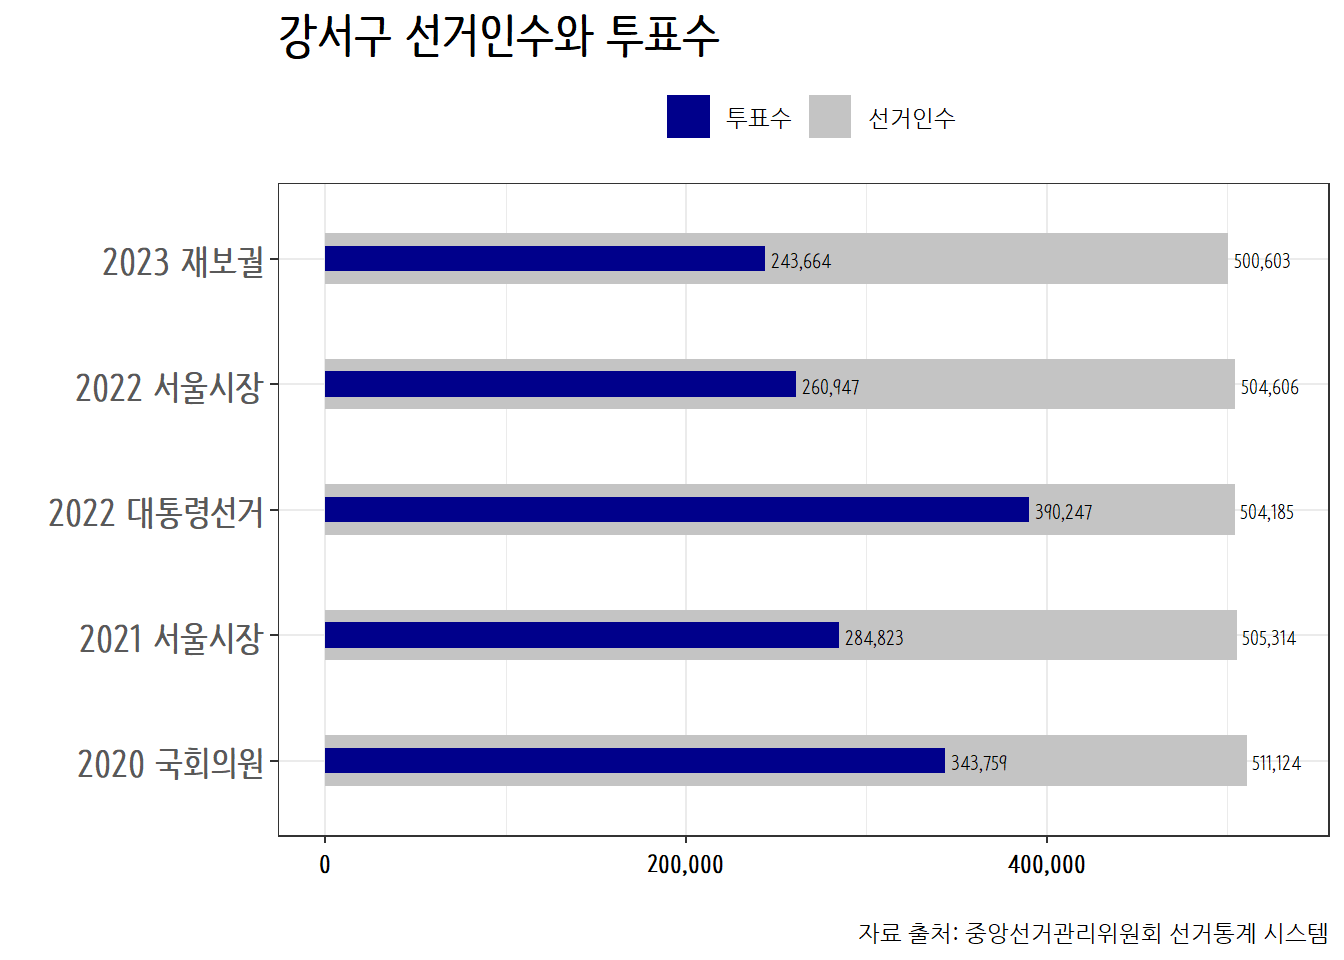 강서구 선거인수와 투표수
투표수 선거인수
2023 재보궐 243,664 500,603
2022 서울시장 260,947 504,606
2022 대통령선거 390,247 504,185
2021 서울시장 284,823 505,314
2020 국회의원 343,759 511,124
0 200,000 400,000
자료 출처: 중앙선거관리위원회 선거통계 시스템